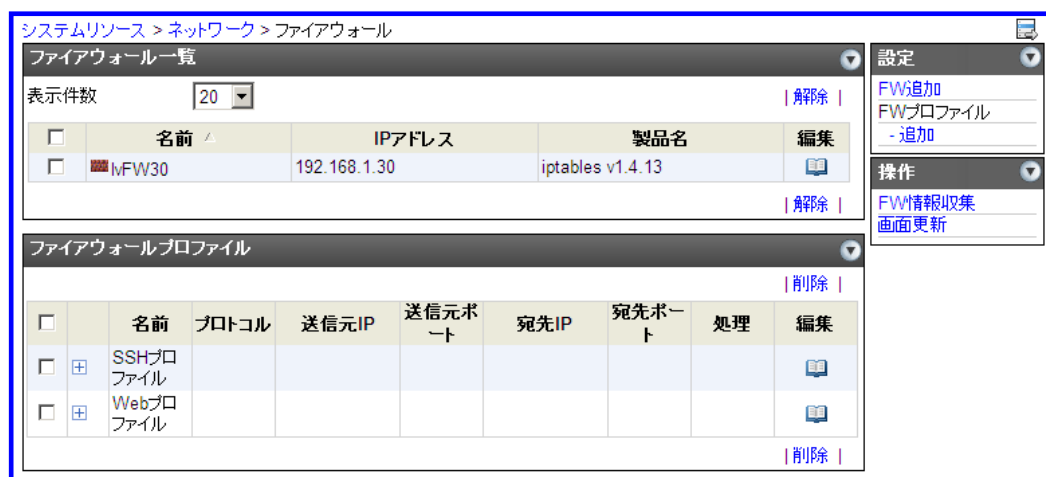 システムリソース > ネットワーク > ファイアウォール
ファイアウォール一覧
表示件数 20 | 解除 |
名前 IPアドレス 製品名 編集
lvFW30 192.168.1.30 iptables v1.4.13
| 解除 |
ファイアウォールプロファイル
| 削除 |
名前 プロトコル 送信元IP 送信元ポート 宛先IP 宛先ポート 処理 編集
SSHプロ
ファイル
Webプロ
ファイル
| 削除 |
設定
FW追加
FWプロファイル
- 追加
操作
FW情報収集
画面更新